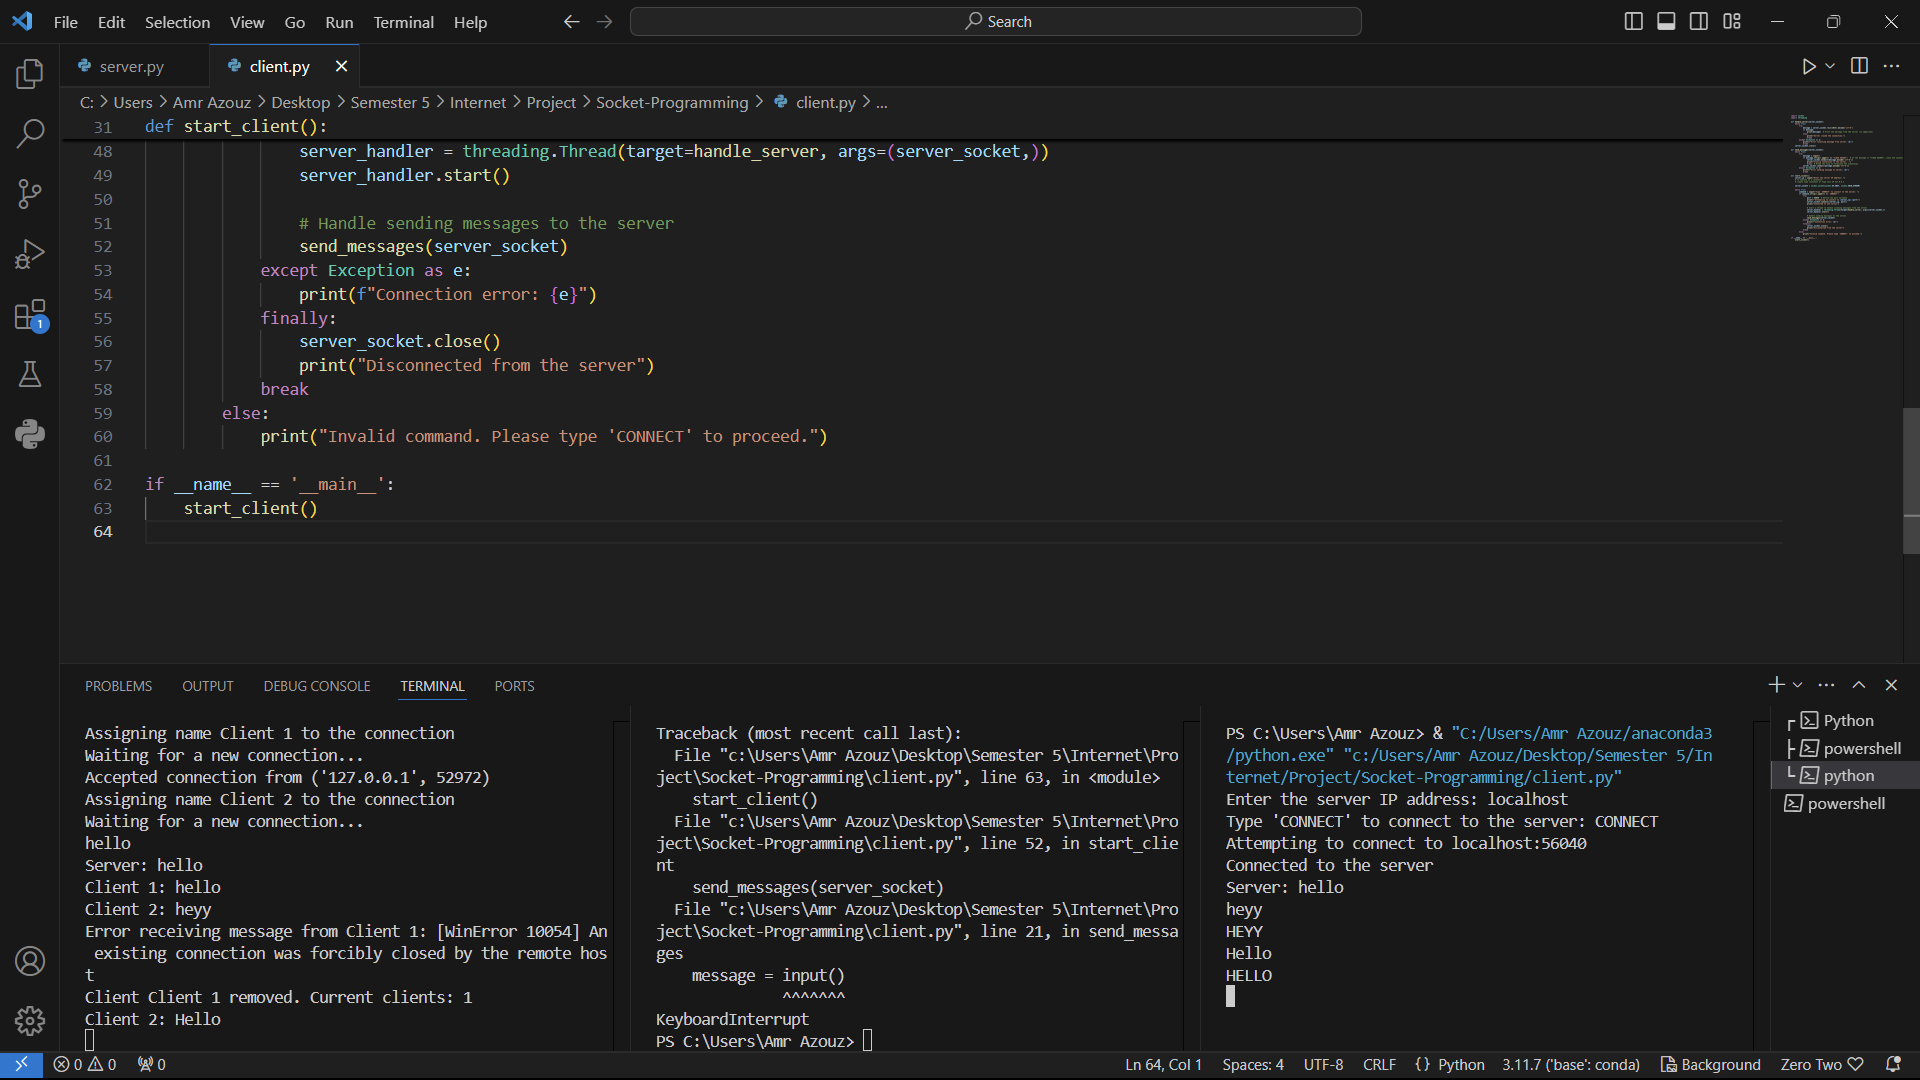 File Edit Selection View Go Run Terminal Help
Search
server.py
client.py
C: > Users > Amr Azouz > Desktop > Semester 5 > Internet > Project > Socket-Programming > client.py > ...
31 def start_client():
48 server_handler = threading.Thread(target=handle_server, args=(server_socket,))
49 server_handler.start()
50
51 # Handle sending messages to the server
52 send_messages(server_socket)
53 except Exception as e:
54 print(f"Connection error: {e}")
55 finally:
56 server_socket.close()
57 print("Disconnected from the server")
58 break
59 else:
60 print("Invalid command. Please type 'CONNECT' to proceed.")
61
62 if __name__ == '__main__':
63 start_client()
64
1
PROBLEMS OUTPUT DEBUG CONSOLE TERMINAL PORTS
Assigning name Client 1 to the connection
Waiting for a new connection...
Accepted connection from ('127.0.0.1', 52972)
Assigning name Client 2 to the connection
Waiting for a new connection...
hello
Server: hello
Client 1: hello
Client 2: heyy
Error receiving message from Client 1: [WinError 10054] An
existing connection was forcibly closed by the remote hos
t
Client Client 1 removed. Current clients: 1
Client 2: Hello
Traceback (most recent call last):
File "c:\Users\Amr Azouz\Desktop\Semester 5\Internet\Pro
ject\Socket-Programming\client.py", line 63, in <module>
start_client()
File "c:\Users\Amr Azouz\Desktop\Semester 5\Internet\Pro
ject\Socket-Programming\client.py", line 52, in start_clie
nt
send_messages(server_socket)
File "c:\Users\Amr Azouz\Desktop\Semester 5\Internet\Pro
ject\Socket-Programming\client.py", line 21, in send_messa
ges
message = input()
^^^^^^^
KeyboardInterrupt
PS C:\Users\Amr Azouz>
PS C:\Users\Amr Azouz> & "C:/Users/Amr Azouz/anaconda3
/python.exe" "c:/Users/Amr Azouz/Desktop/Semester 5/In
ternet/Project/Socket-Programming/client.py"
Enter the server IP address: localhost
Type 'CONNECT' to connect to the server: CONNECT
Attempting to connect to localhost:56040
Connected to the server
Server: hello
heyy
HEYY
Hello
HELLO
Python
powershell
python
powershell
0 0 0
Ln 64, Col 1 Spaces: 4 UTF-8 CRLF {} Python 3.11.7 ('base': conda) Background Zero Two ♡